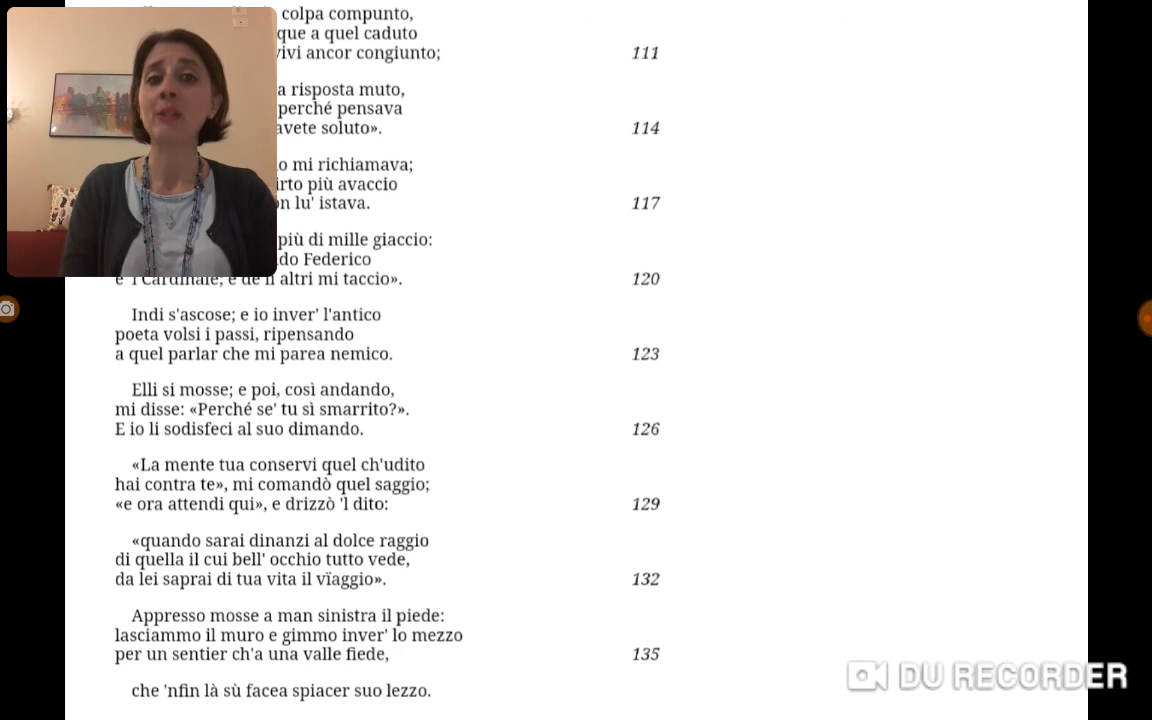 colpa compunto,
que a quel caduto
vivi ancor congiunto;
111
a risposta muto,
perché pensava
avete soluto».
114
mi richiamava;
più avaccio
lu' istava.
117
più di mille giaccio:
Federico
e 'l Cardinale; e de li altri mi taccio».
120
Indi s'ascose; e io inver' l'antico
poeta volsi i passi, ripensando
a quel parlar che mi parea nemico.
123
Elli si mosse; e poi, così andando,
mi disse: «Perché se' tu sì smarrito?».
E io li sodisfeci al suo dimando.
126
«La mente tua conservi quel ch'udito
hai contra te», mi comandò quel saggio;
«e ora attendi qui», e drizzò 'l dito:
129
«quando sarai dinanzi al dolce raggio
di quella il cui bell' occhio tutto vede,
da lei saprai di tua vita il vïaggio».
132
Appresso mosse a man sinistra il piede:
lasciammo il muro e gimmo inver' lo mezzo
per un sentier ch'a una valle fiede,
135
che 'nfin là sù facea spiacer suo lezzo.
DU RECORDER